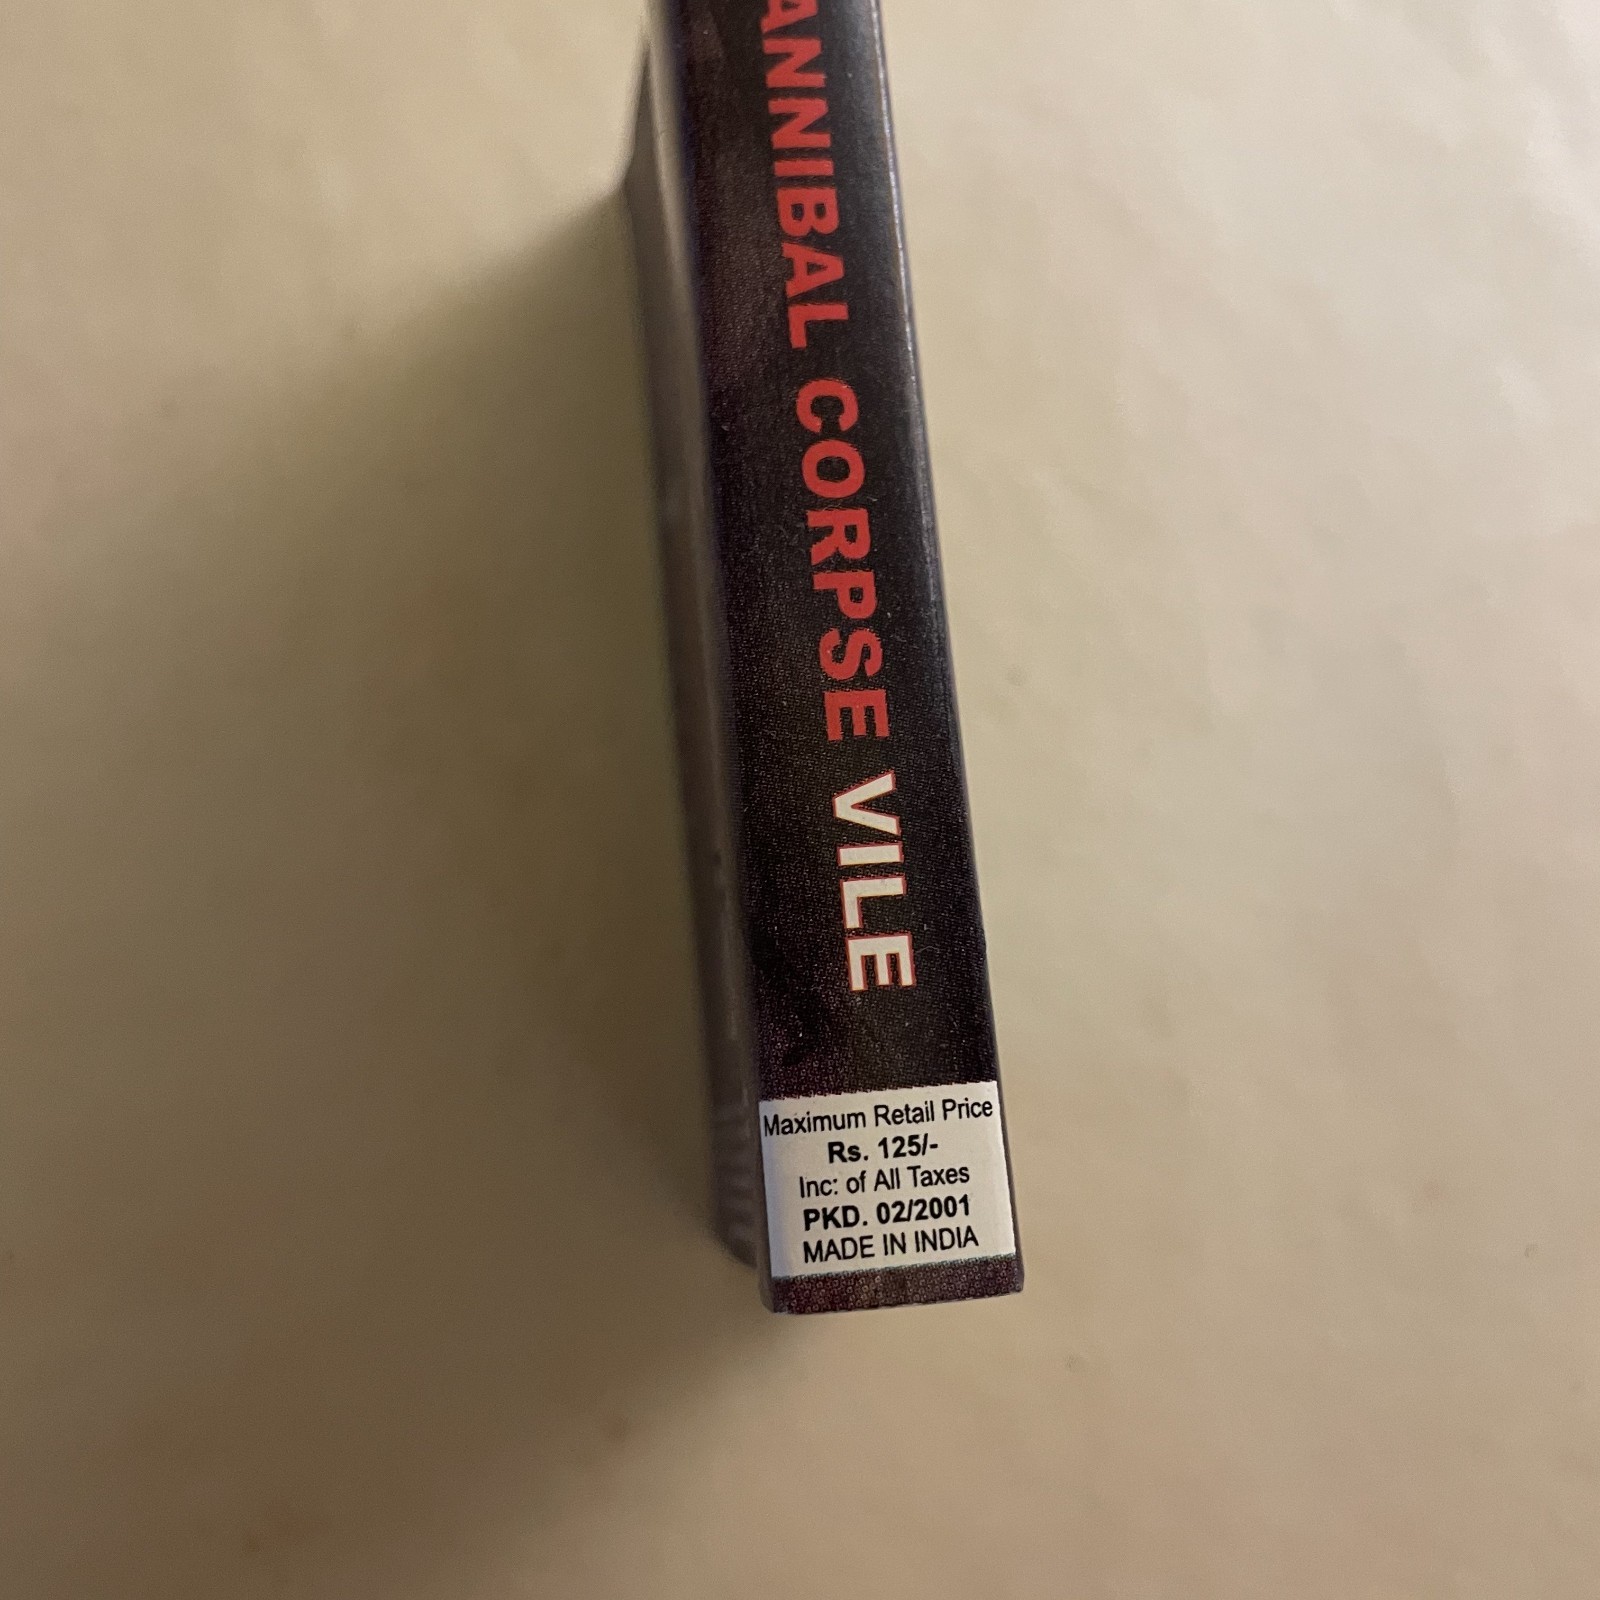 ANNIBAL CORPSE VILE
Maximum Retail Price
Rs. 125/-
Inc: of All Taxes
PKD. 02/2001
MADE IN INDIA